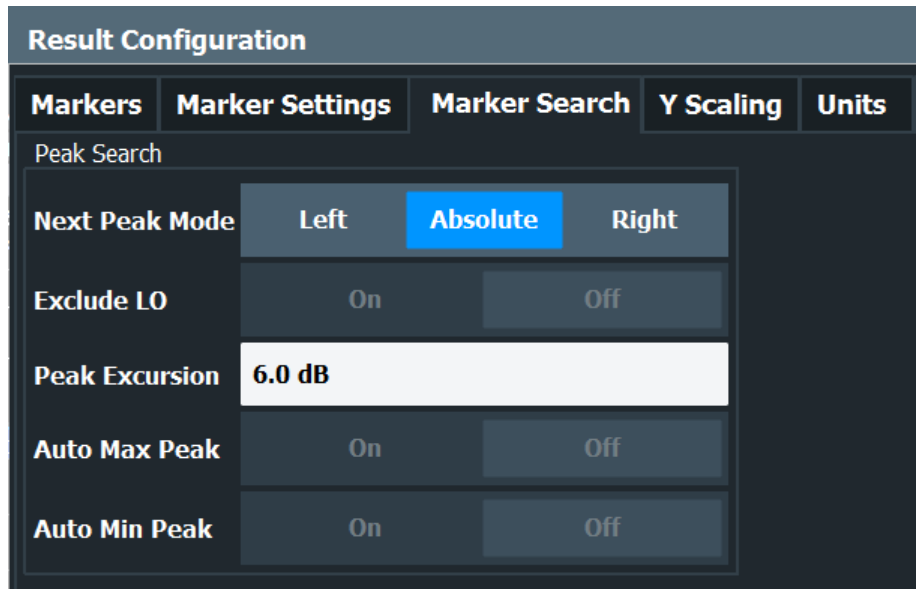 Result Configuration
Markers Marker Settings Marker Search Y Scaling Units
Peak Search
Next Peak Mode Left Absolute Right
Exclude LO On Off
Peak Excursion 6.0 dB
Auto Max Peak On Off
Auto Min Peak On Off